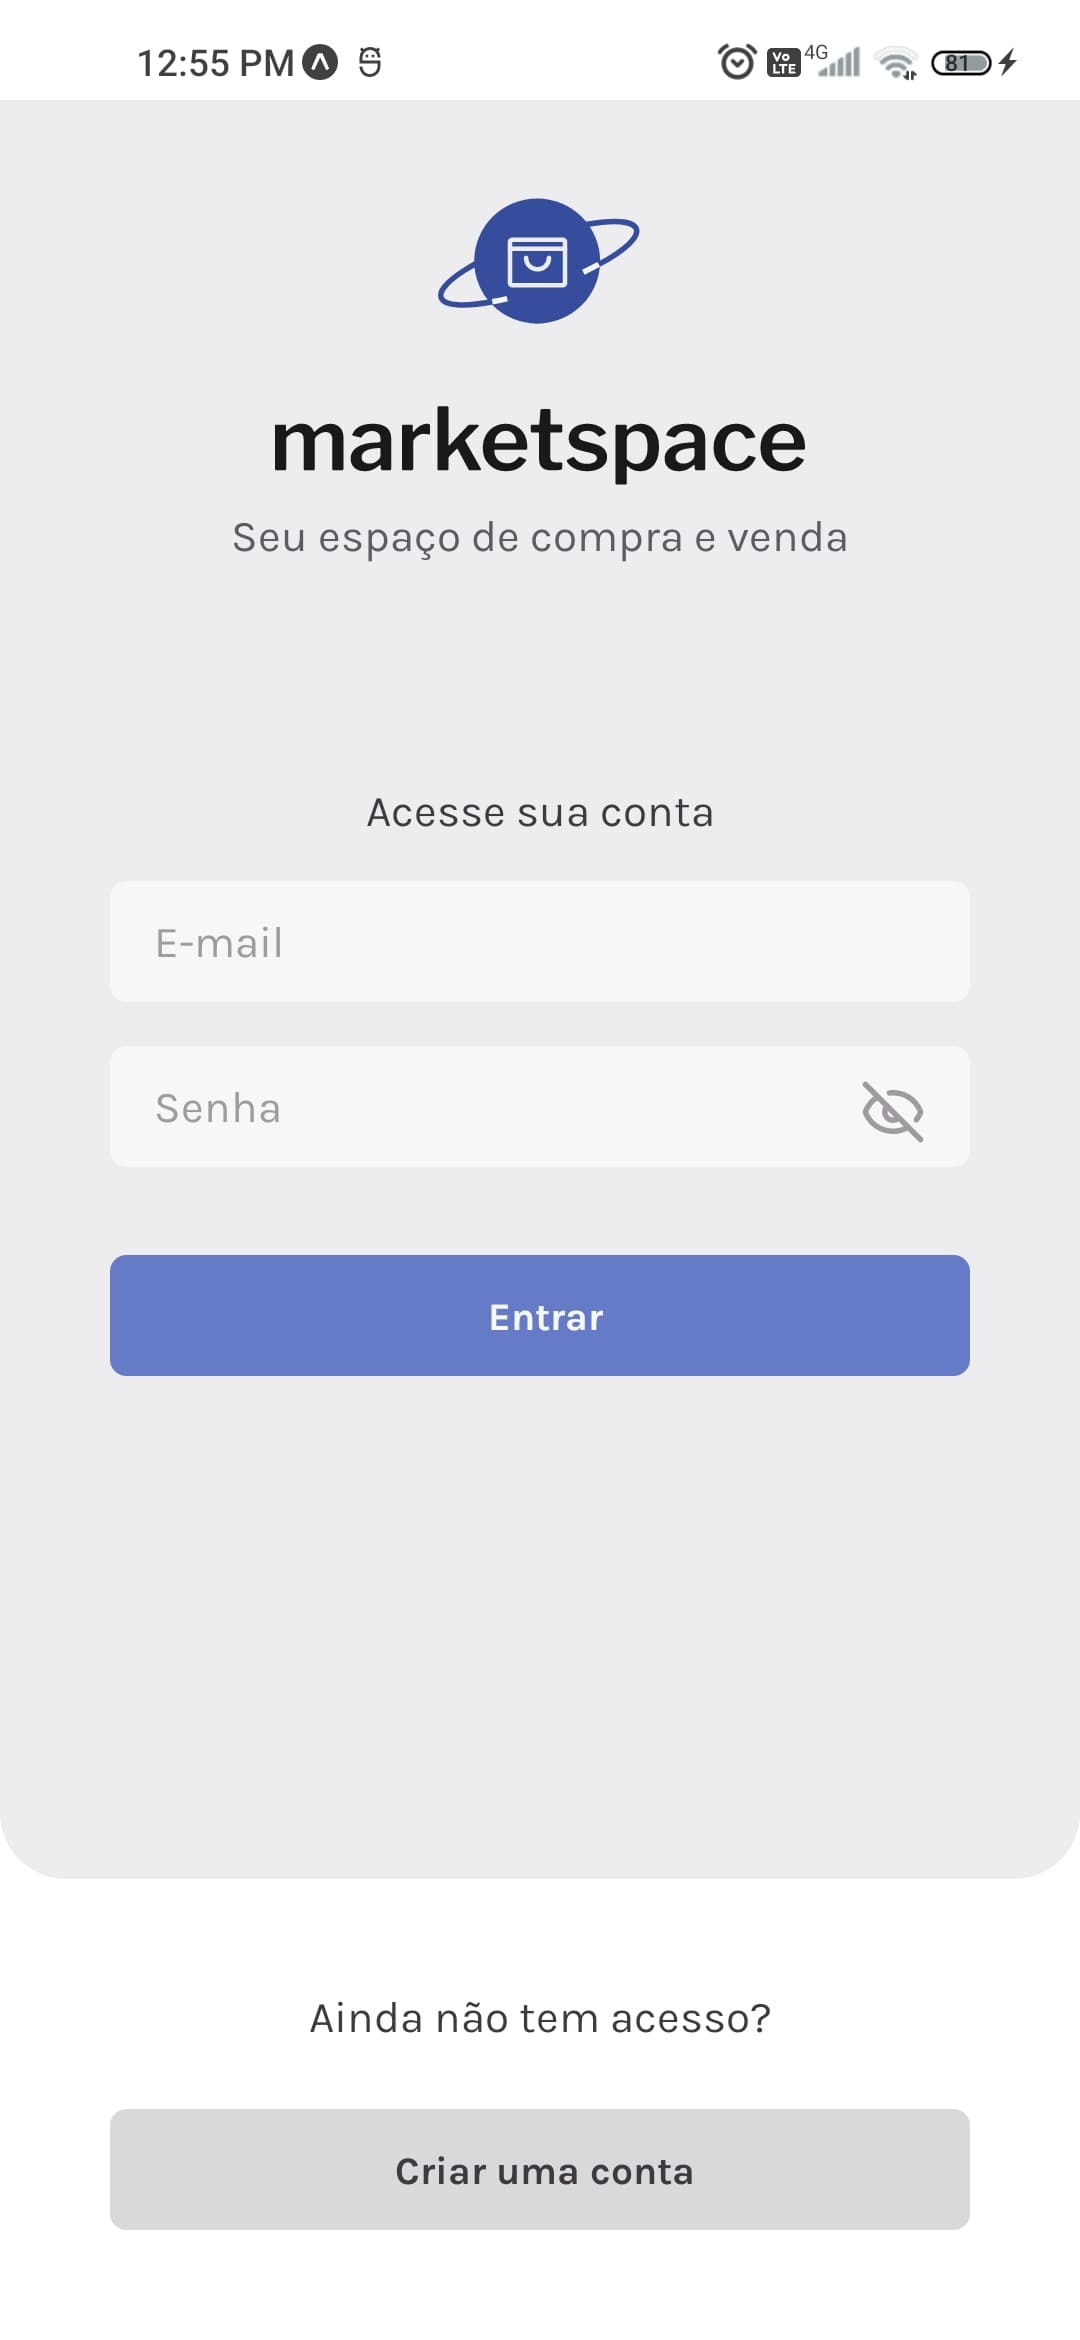 12:55 PM
Vo LTE
4G
81
marketspace
Seu espaço de compra e venda
Acesse sua conta
E-mail
Senha
Entrar
Ainda não tem acesso?
Criar uma conta